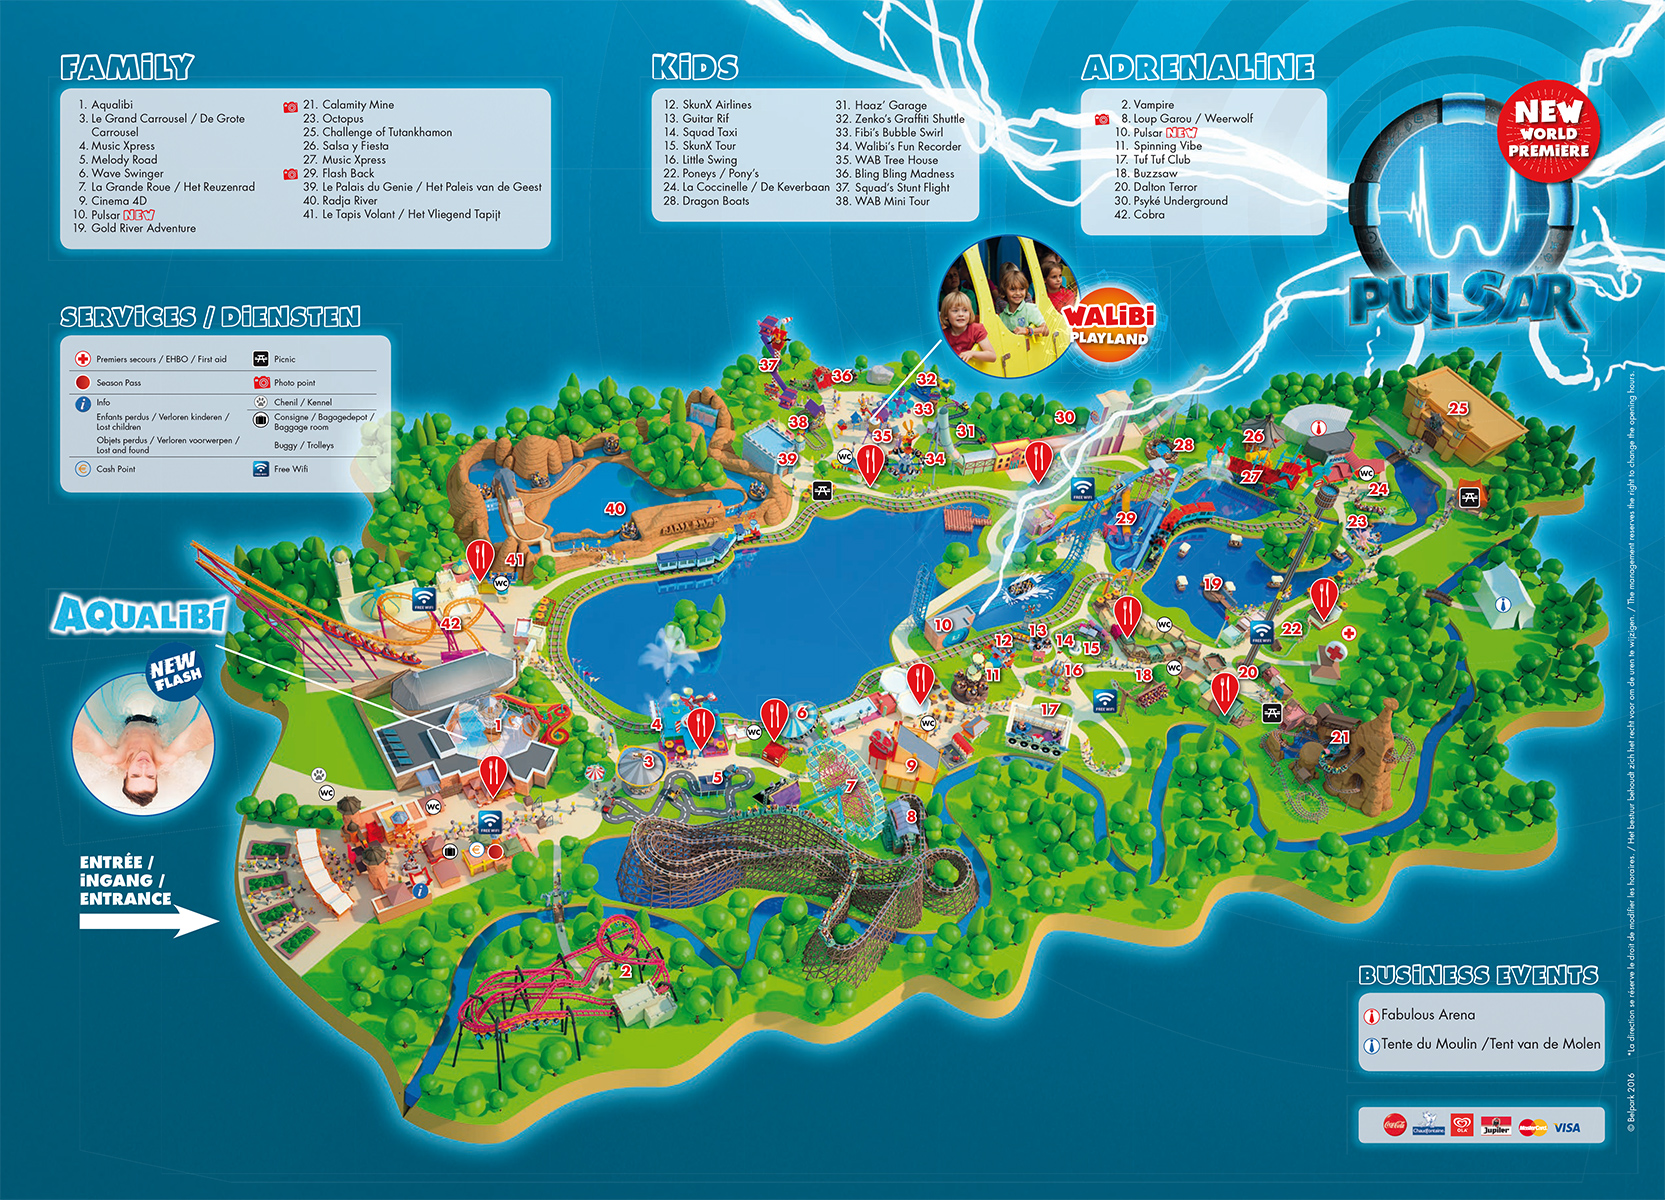 FAMiLY
1. Aqualibi
3. Le Grand Carrousel / De Grote
Carrousel
4. Music Xpress
5. Melody Road
6. Wave Swinger
7. La Grande Roue / Het Reuzenrad
9. Cinema 4D
10. Pulsar NEW
19. Gold River Adventure
21. Calamity Mine
23. Octopus
25. Challenge of Tutankhamon
26. Salsa y Fiesta
27. Music Xpress
29. Flash Back
39. Le Palais du Genie / Het Paleis van de Geest
40. Radja River
41. Le Tapis Volant / Het Vliegend Tapijt
KiDS
12. SkunX Airlines
13. Guitar Rif
14. Squad Taxi
15. SkunX Tour
16. Little Swing
22. Poneys / Pony's
24. La Coccinelle / De Keverbaan
28. Dragon Boats
31. Haaz' Garage
32. Zenko's Graffiti Shuttle
33. Fibi's Bubble Swirl
34. Walibi's Fun Recorder
35. WAB Tree House
36. Bling Bling Madness
37. Squad's Stunt Flight
38. WAB Mini Tour
ADRENALiNE
2. Vampire
8. Loup Garou / Weerwolf
10. Pulsar NEW
11. Spinning Vibe
17. Tuf Tuf Club
18. Buzzsaw
20. Dalton Terror
30. Psyké Underground
42. Cobra
NEW
WORLD
PREMiERE
PULSAR
SERViCES / DiENSTEN
Premiers secours / EHBO / First aid
Season Pass
i Info
Enfants perdus / Verloren kinderen /
Lost children
Objets perdus / Verloren voorwerpen /
Lost and found
€ Cash Point
Picnic
Photo point
Chenil / Kennel
Consigne / Bagagedepot /
Baggage room
Buggy / Trolleys
FREE WiFi Free Wifi
WALiBi
PLAYLAND
37
36
32
33
38
35
31
30
34
39
WC
28
26
27
25
WC
24
23
FREE WiFi
29
40
RADJA RIVER
41
WC
FREE WiFi
42
19
10
13
12
14
15
WC
FREE WiFi
22
11
16
18
WC
20
AQUALiBi
NEW
FLASH
1
4
WC
6
WC
17
FREE WiFi
21
3
5
7
9
8
WC
WC
FREE WiFi
€
i
2
ENTRÉE /
iNGANG /
ENTRANCE
BUSiNESS EVENTS
Fabulous Arena
Tente du Moulin /Tent van de Molen
Coca-Cola
Chaudfontaine
OLA
Jupiler
MasterCard
VISA
© Belpark 2016 *La direction se réserve le droit de modifier les horaires. / Het bestuur behoudt zich het recht voor om de uren te wijzigen. / The management reserves the right to change the opening hours.